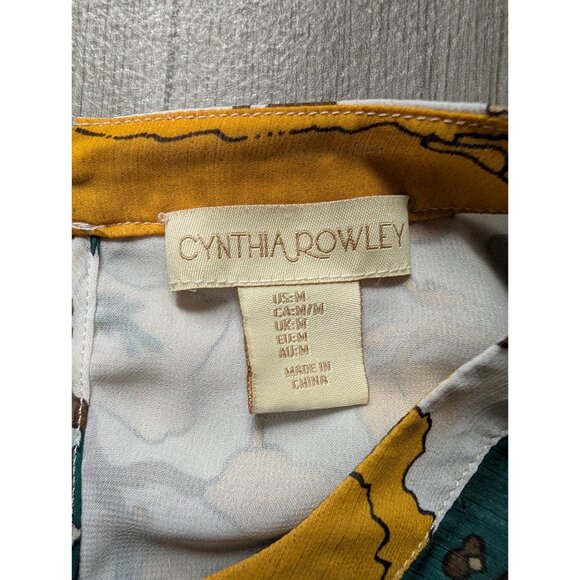 CYNTHIA ROWLEY
US:M
CA:M/M
UK:M
EU:M
AU:M
MADE IN
CHINA